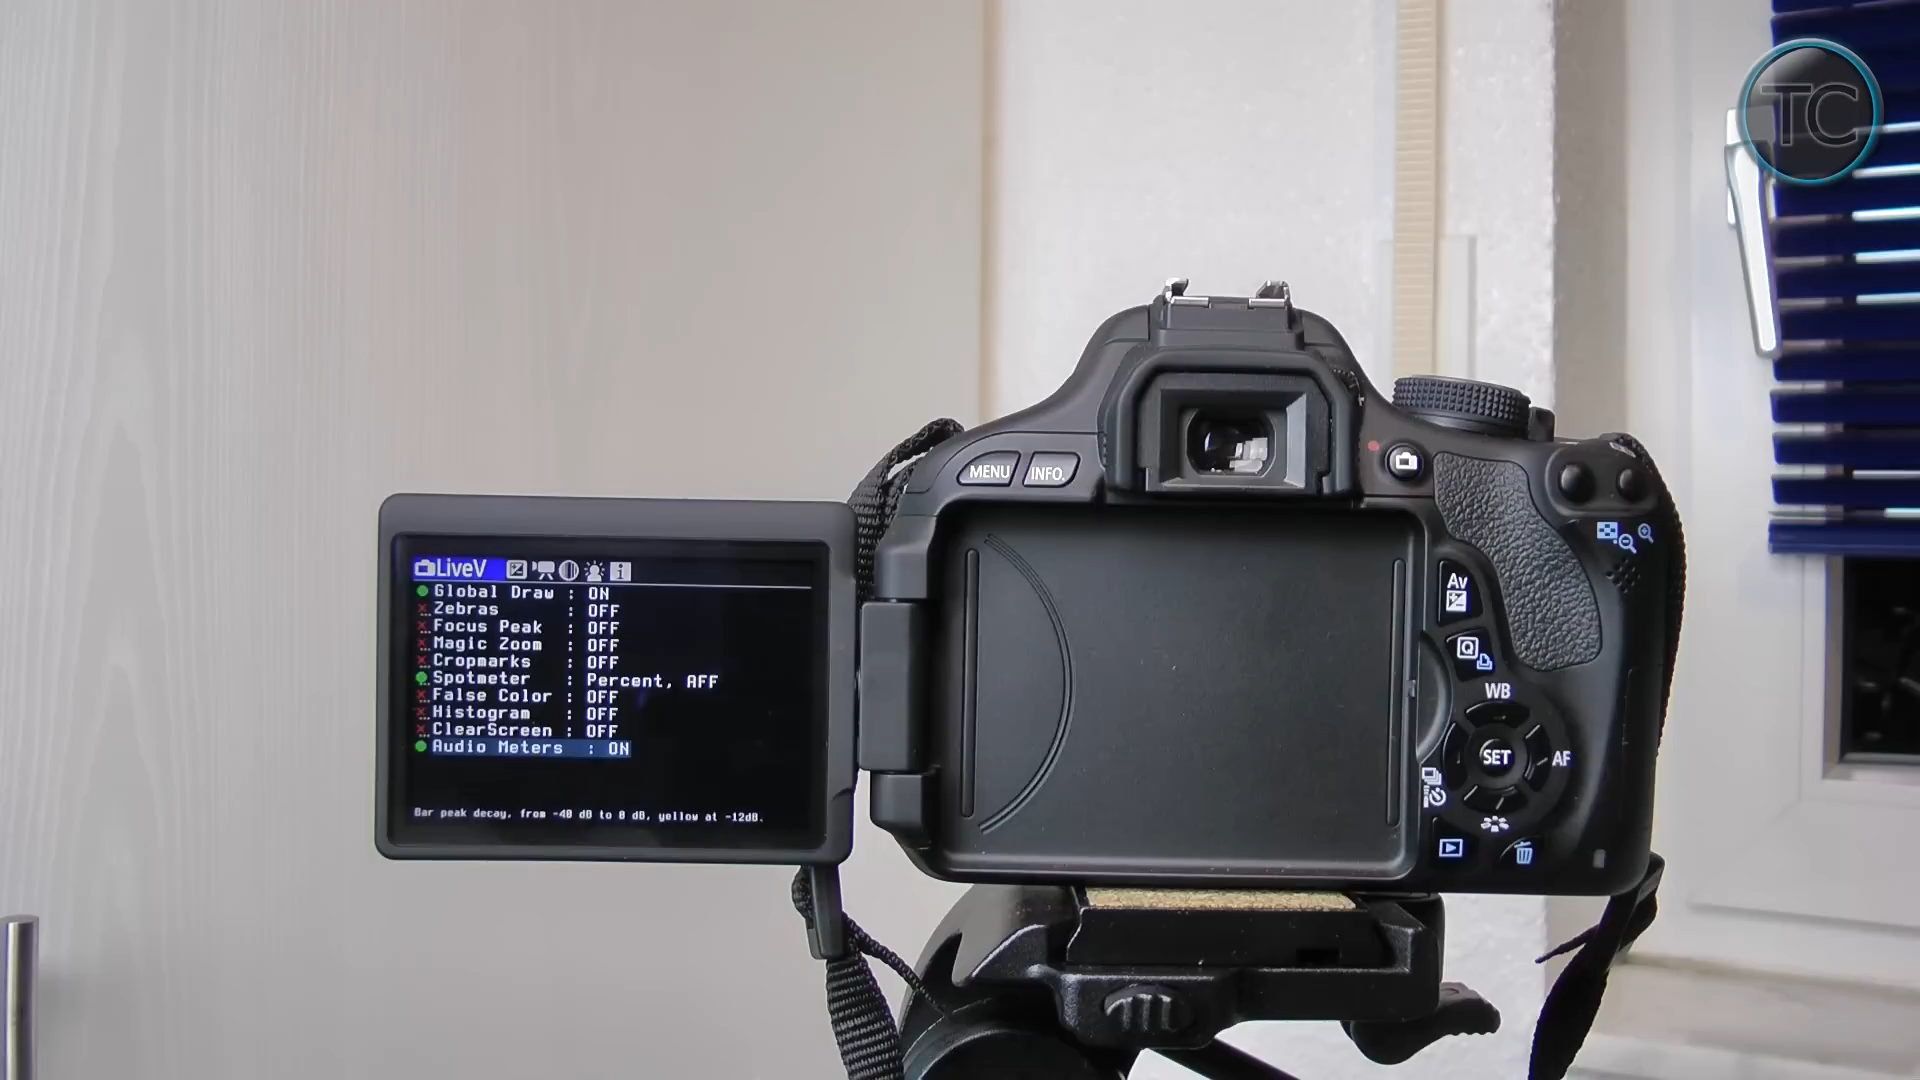 TC
MENU INFO.
LiveV
Global Draw : ON
Zebras : OFF
Focus Peak : OFF
Magic Zoom : OFF
Cropmarks : OFF
Spotmeter : Percent, AFF
False Color : OFF
Histogram : OFF
ClearScreen : OFF
Audio Meters : ON
Bar peak decay, from -40 dB to 0 dB, yellow at -12dB.
Av
Q
WB
SET
AF